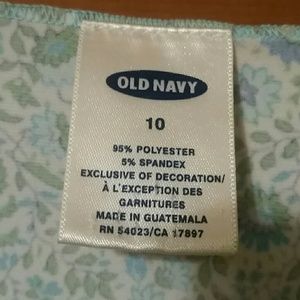 OLD NAVY
10
95% POLYESTER
5% SPANDEX
EXCLUSIVE OF DECORATION/
À L'EXCEPTION DES
GARNITURES
MADE IN GUATEMALA
RN 54023/CA 17897